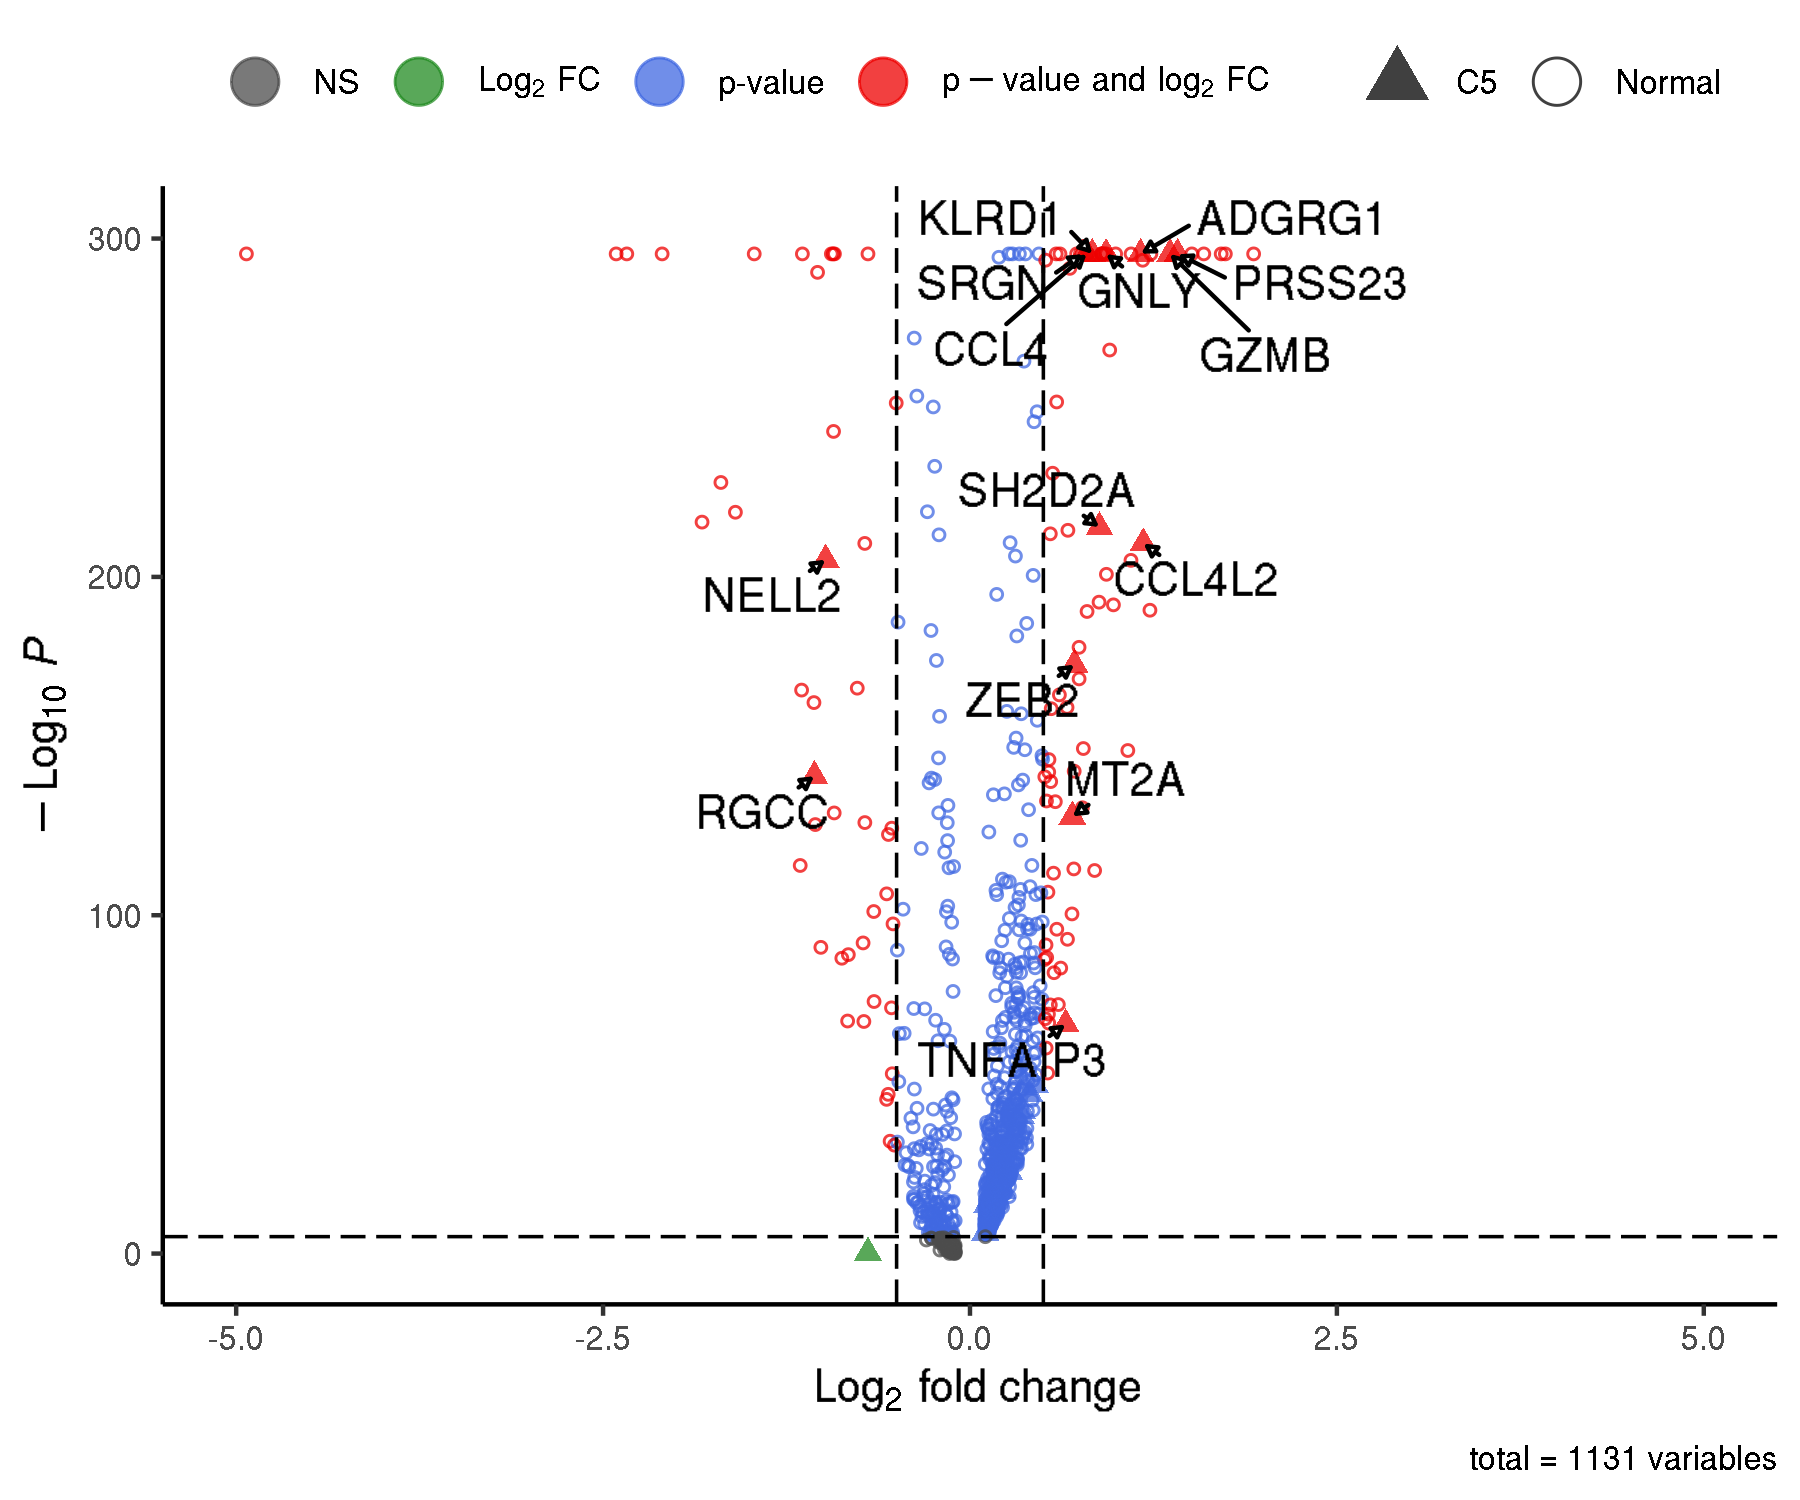 NS Log2 FC p-value p − value and log2 FC C5 Normal
KLRD1 ADGRG1
SRGN GNLY PRSS23
CCL4 GZMB
SH2D2A
CCL4L2
NELL2
ZEB2
MT2A
RGCC
TNFAIP3
300
200
100
0
−Log10 P
-5.0 -2.5 0.0 2.5 5.0
Log2 fold change
total = 1131 variables